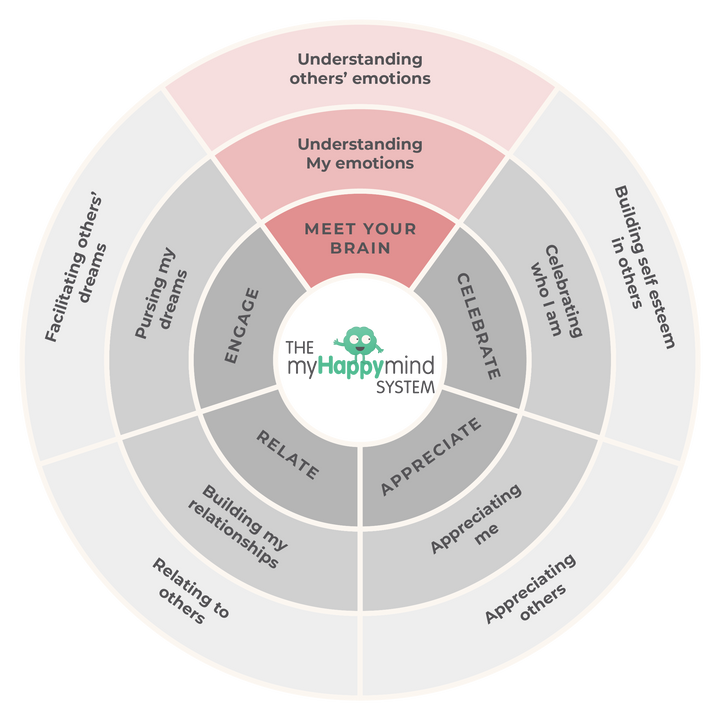 Understanding
others’ emotions
Understanding
My emotions
MEET YOUR
BRAIN
Building self esteem
in others
Celebrating
who I am
CELEBRATE
Appreciating
others
Appreciating
me
APPRECIATE
Relating to
others
Building my
relationships
RELATE
Facilitating others’
dreams
Pursing my
dreams
ENGAGE
THE
myHappymind
SYSTEM